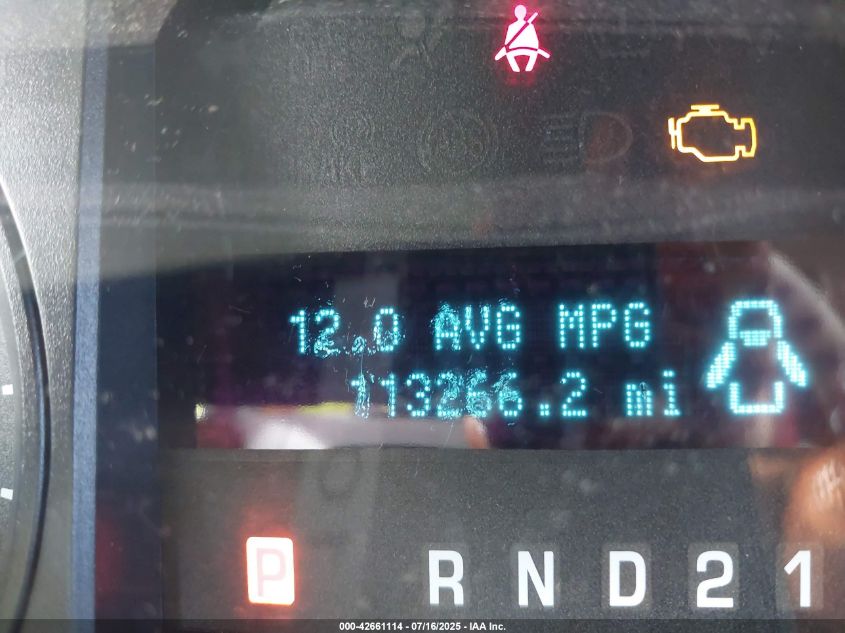 12.0 AVG MPG
113266.2 mi
P R N D 2 1
000-42661114 - 07/16/2025 - IAA Inc.